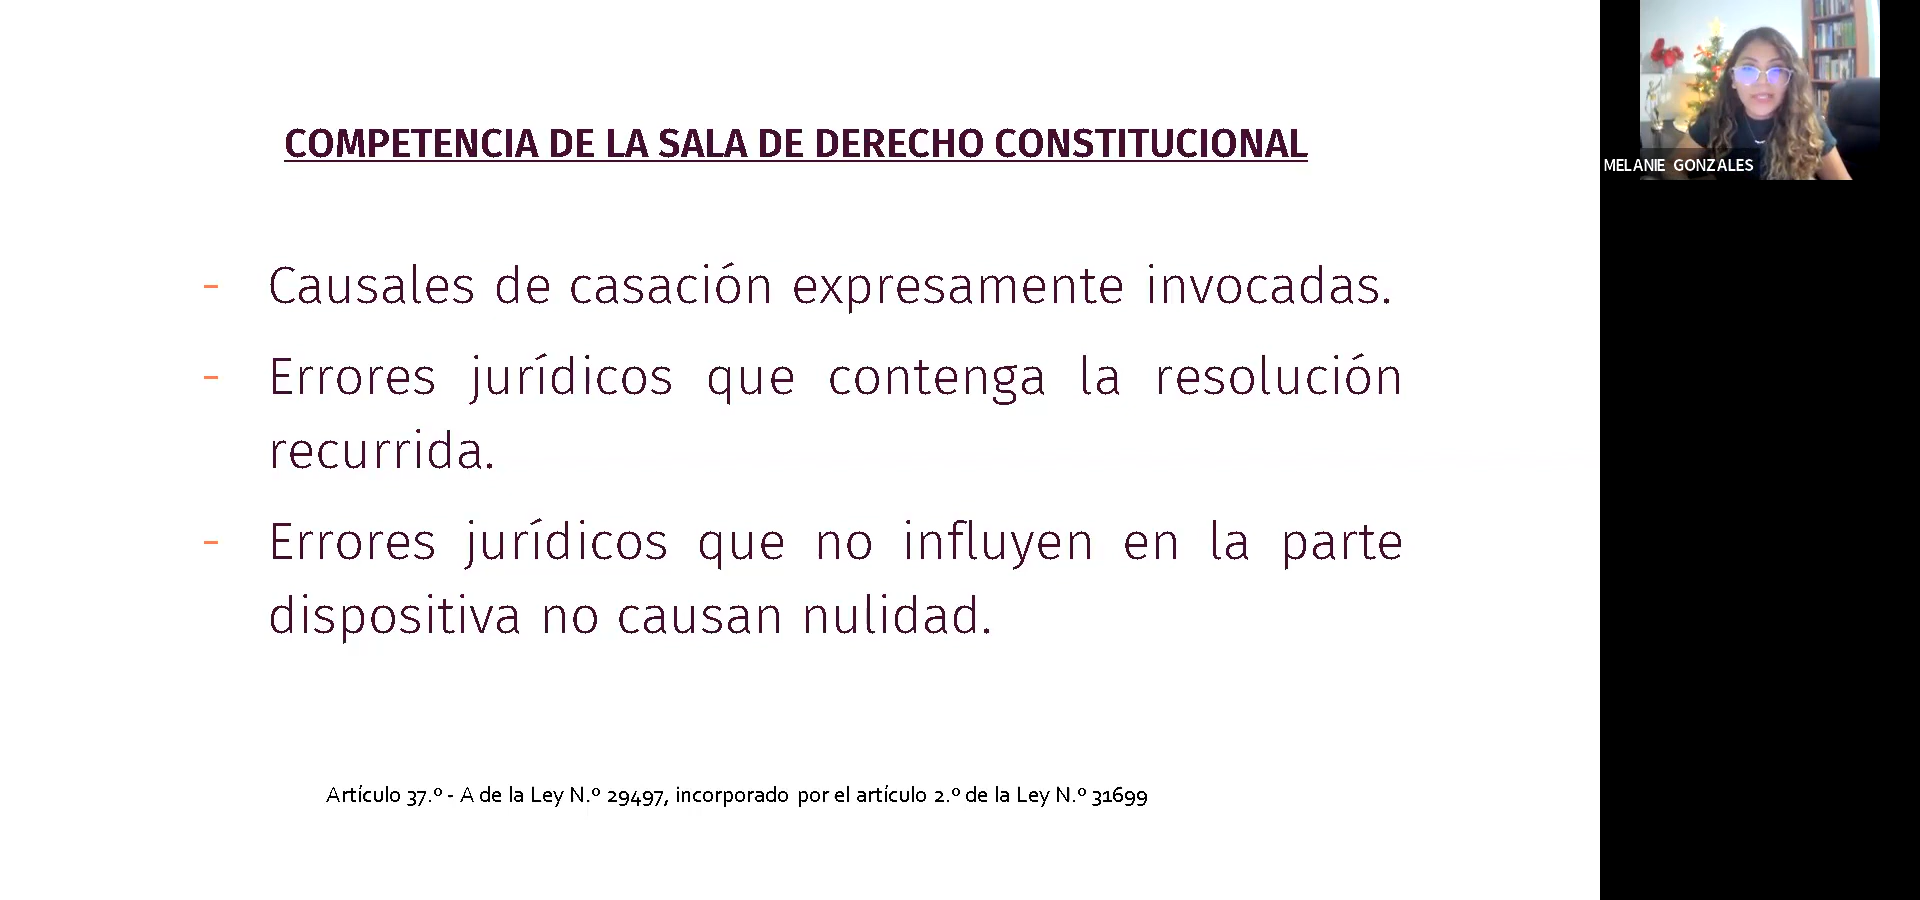 COMPETENCIA DE LA SALA DE DERECHO CONSTITUCIONAL
- Causales de casación expresamente invocadas.
- Errores jurídicos que contenga la resolución
recurrida.
- Errores jurídicos que no influyen en la parte
dispositiva no causan nulidad.
Artículo 37.º - A de la Ley N.º 29497, incorporado por el artículo 2.º de la Ley N.º 31699
MELANIE GONZALES